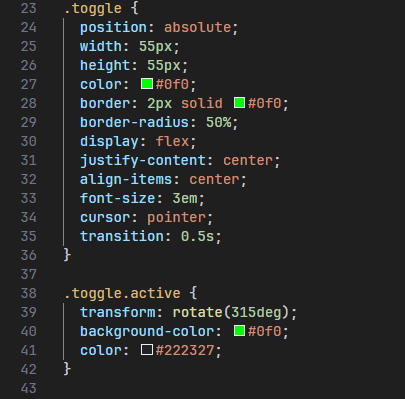 23 .toggle {
24 position: absolute;
25 width: 55px;
26 height: 55px;
27 color: #0f0;
28 border: 2px solid #0f0;
29 border-radius: 50%;
30 display: flex;
31 justify-content: center;
32 align-items: center;
33 font-size: 3em;
34 cursor: pointer;
35 transition: 0.5s;
36 }
37
38 .toggle.active {
39 transform: rotate(315deg);
40 background-color: #0f0;
41 color: #222327;
42 }
43